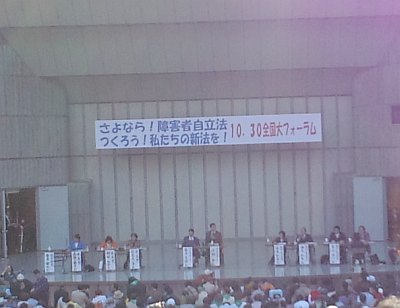 さよなら！障害者自立法
つくろう！私たちの新法を！
10.30全国大フォーラム